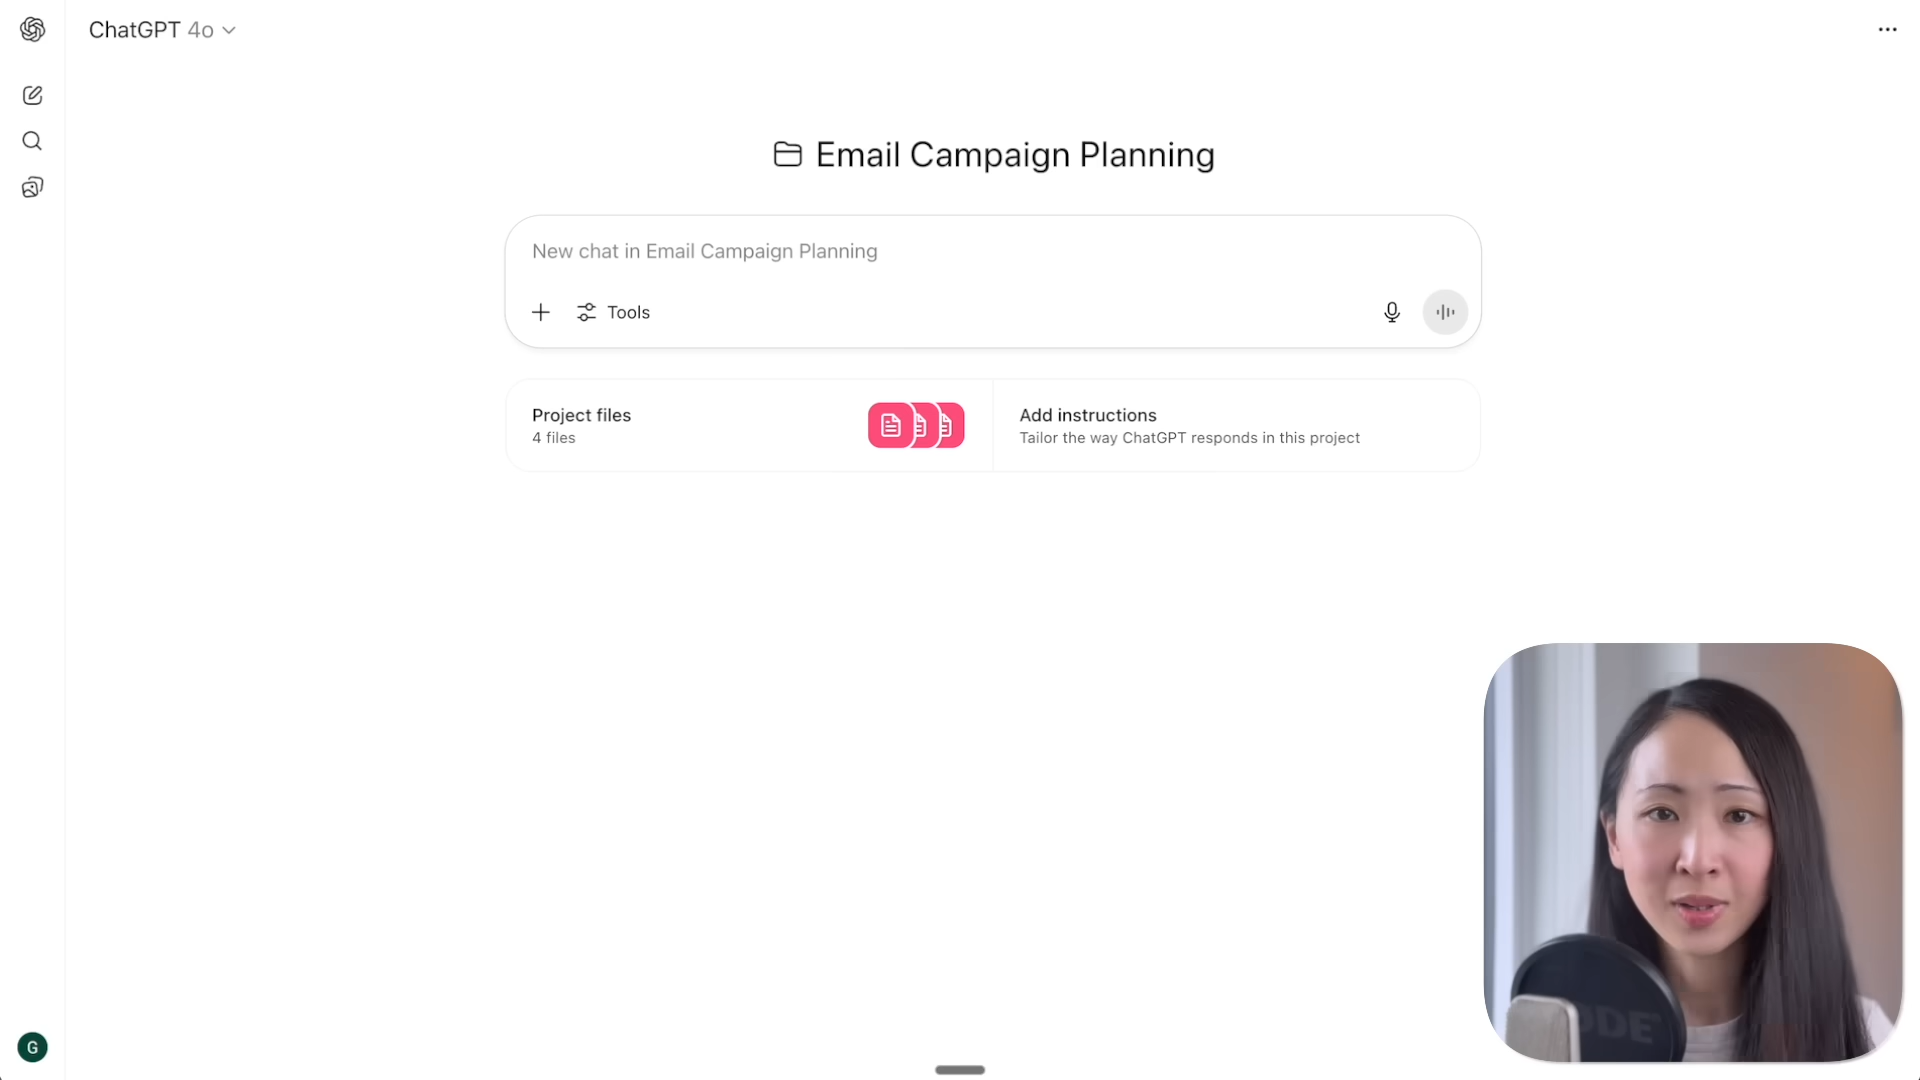 ChatGPT 4o
Email Campaign Planning
New chat in Email Campaign Planning
Tools
Project files
4 files
Add instructions
Tailor the way ChatGPT responds in this project
G